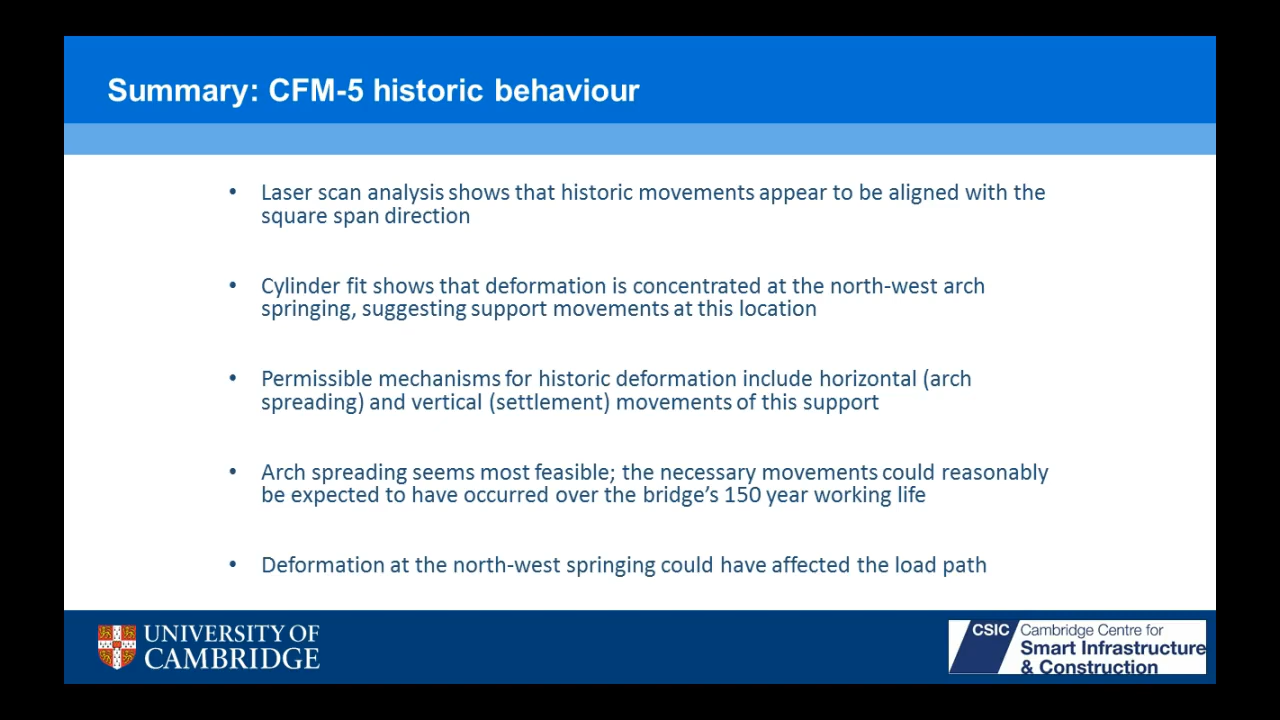 Summary: CFM-5 historic behaviour
• Laser scan analysis shows that historic movements appear to be aligned with the
square span direction
• Cylinder fit shows that deformation is concentrated at the north-west arch
springing, suggesting support movements at this location
• Permissible mechanisms for historic deformation include horizontal (arch
spreading) and vertical (settlement) movements of this support
• Arch spreading seems most feasible; the necessary movements could reasonably
be expected to have occurred over the bridge's 150 year working life
• Deformation at the north-west springing could have affected the load path
UNIVERSITY OF
CAMBRIDGE
CSIC
Cambridge Centre for
Smart Infrastructure
& Construction